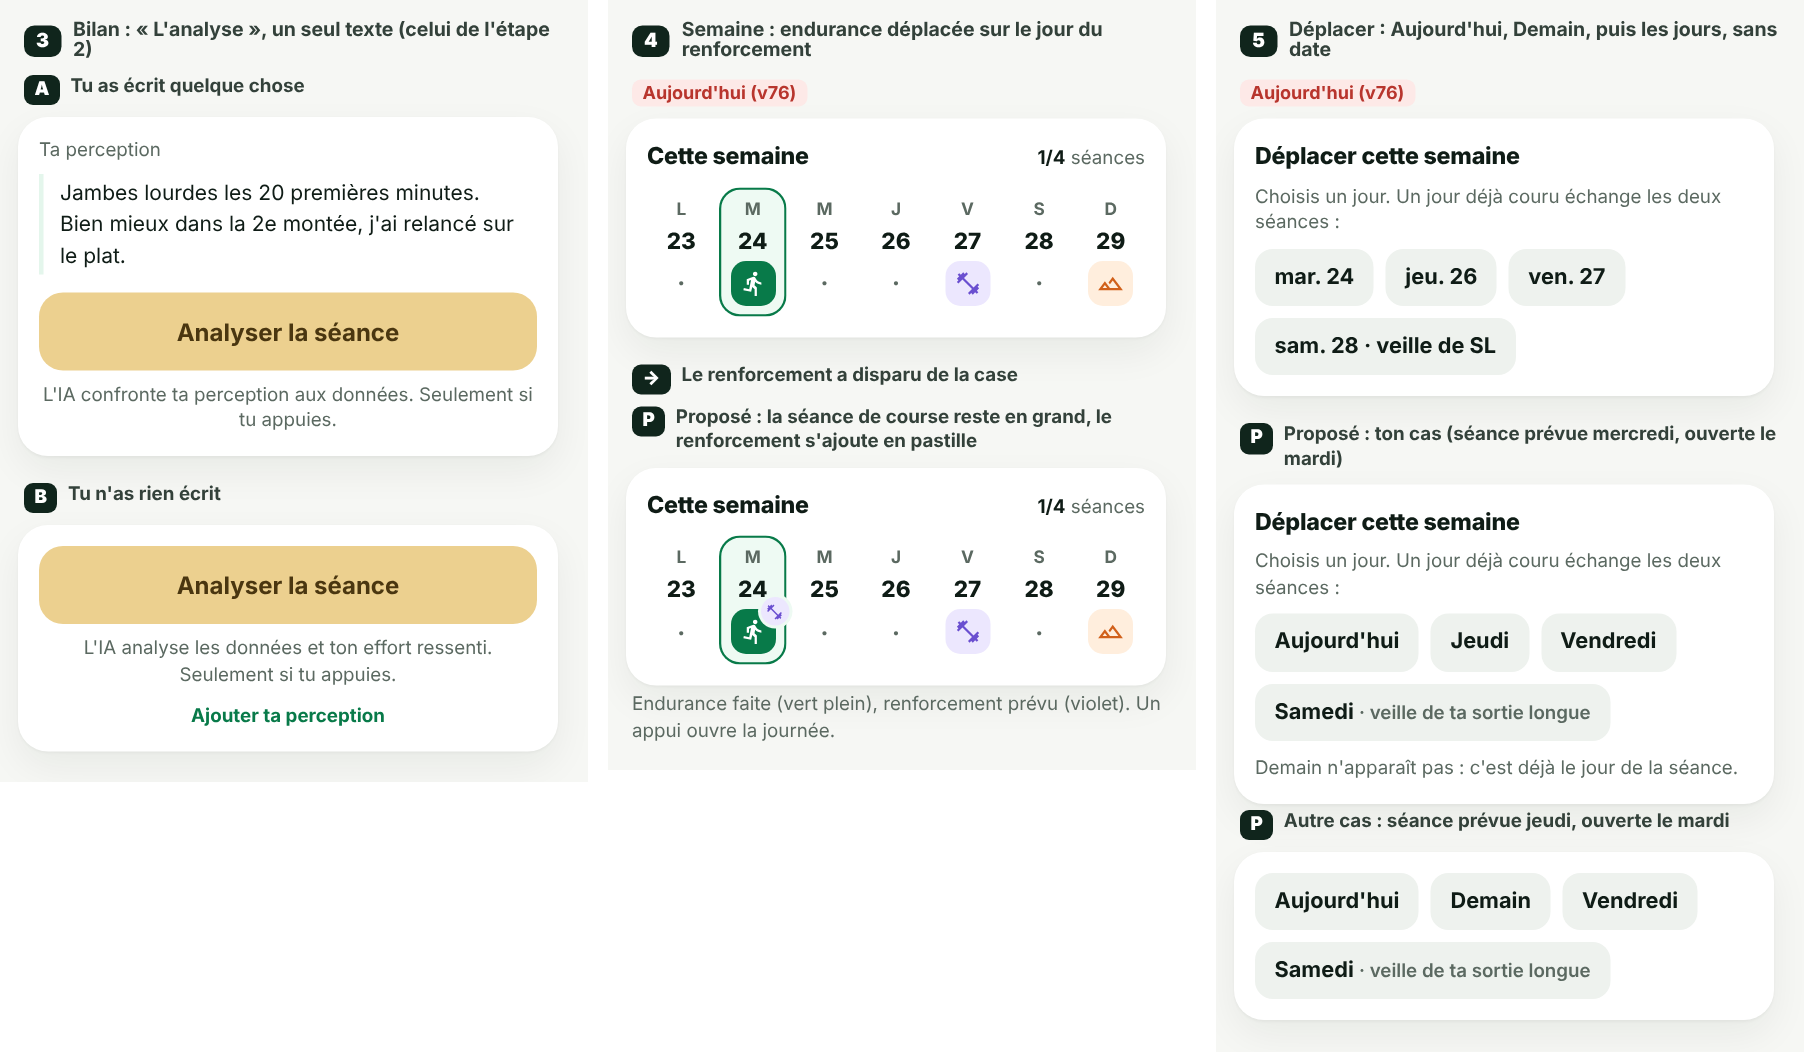 3 Bilan : « L'analyse », un seul texte (celui de l'étape
2)
A Tu as écrit quelque chose
Ta perception
Jambes lourdes les 20 premières minutes.
Bien mieux dans la 2e montée, j'ai relancé sur
le plat.
Analyser la séance
L'IA confronte ta perception aux données. Seulement si
tu appuies.
B Tu n'as rien écrit
Analyser la séance
L'IA analyse les données et ton effort ressenti.
Seulement si tu appuies.
Ajouter ta perception
4 Semaine : endurance déplacée sur le jour du
renforcement
Aujourd'hui (v76)
Cette semaine 1/4 séances
L M M J V S D
23 24 25 26 27 28 29
→ Le renforcement a disparu de la case
P Proposé : la séance de course reste en grand, le
renforcement s'ajoute en pastille
Cette semaine 1/4 séances
L M M J V S D
23 24 25 26 27 28 29
Endurance faite (vert plein), renforcement prévu (violet). Un
appui ouvre la journée.
5 Déplacer : Aujourd'hui, Demain, puis les jours, sans
date
Aujourd'hui (v76)
Déplacer cette semaine
Choisis un jour. Un jour déjà couru échange les deux
séances :
mar. 24 jeu. 26 ven. 27
sam. 28 · veille de SL
P Proposé : ton cas (séance prévue mercredi, ouverte le
mardi)
Déplacer cette semaine
Choisis un jour. Un jour déjà couru échange les deux
séances :
Aujourd'hui Jeudi Vendredi
Samedi · veille de ta sortie longue
Demain n'apparaît pas : c'est déjà le jour de la séance.
P Autre cas : séance prévue jeudi, ouverte le mardi
Aujourd'hui Demain Vendredi
Samedi · veille de ta sortie longue